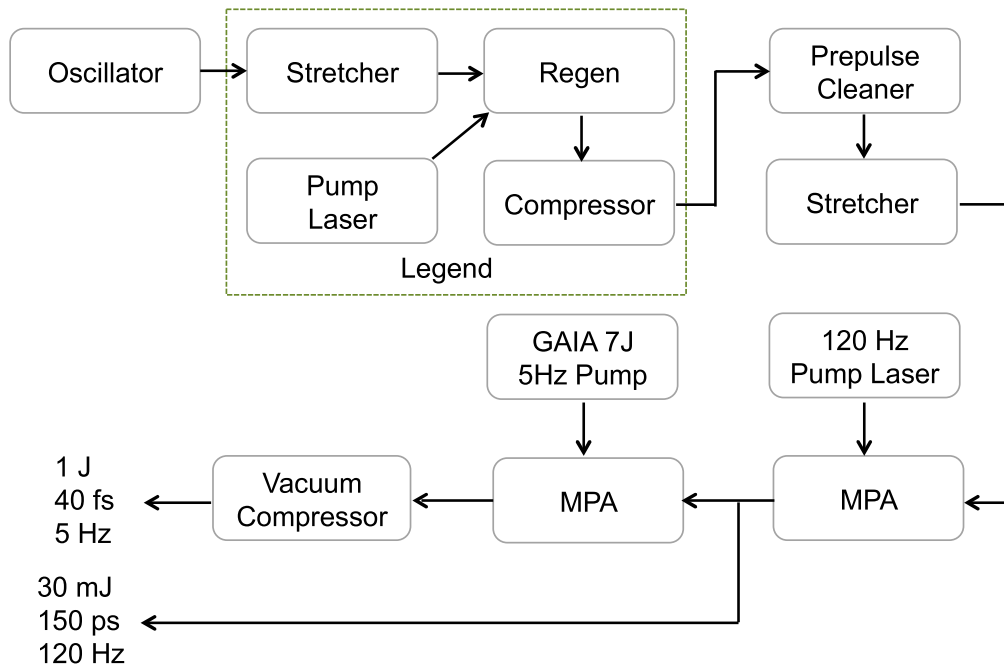 Oscillator
Stretcher
Regen
Prepulse
Cleaner
Pump
Laser
Compressor
Stretcher
Legend
GAIA 7J
5Hz Pump
120 Hz
Pump Laser
1 J
40 fs
5 Hz
Vacuum
Compressor
MPA
MPA
30 mJ
150 ps
120 Hz